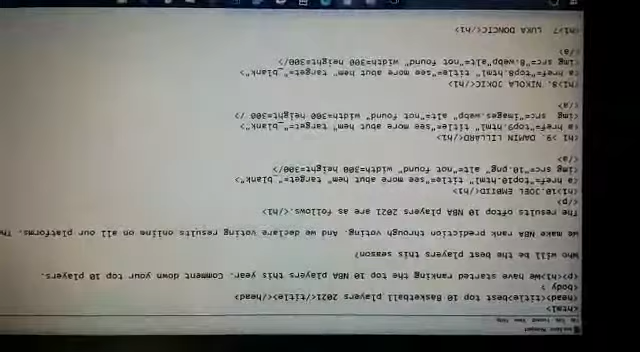 <html>
<head><title>best top 10 Basketball players 2021</title></head>
<body >
<p><h1>We have started ranking the top 10 NBA players this year. Comment down your top 10 players.
Who will be the best players this season?
We make NBA rank prediction through voting. And we declare voting results online on all our platforms. The
The results oftop 10 NBA players 2021 are as follows.</h1>
</p>
<h1>10.JOEL EMBIID</h1>
<a href="top10.html" title="see more abut hem" target="_blank">
<img src="10.png" alt="not found" width=300 height=300/>
</a>
<h1 >9. DAMIN LILLARD</h1>
<a href="top9.html" title="see more abut hem" target="_blank">
<img src="images.webp" alt="not found" width=300 height=300 />
</a>
<h1>8. NIKOLA JOKIC</h1>
<a href="top8.html" title="see more abut hem" target="_blank">
<img src="8.webp"alt="not found" width=300 height=300/>
</a>
<h1>7 LUKA DONCIC</h1>